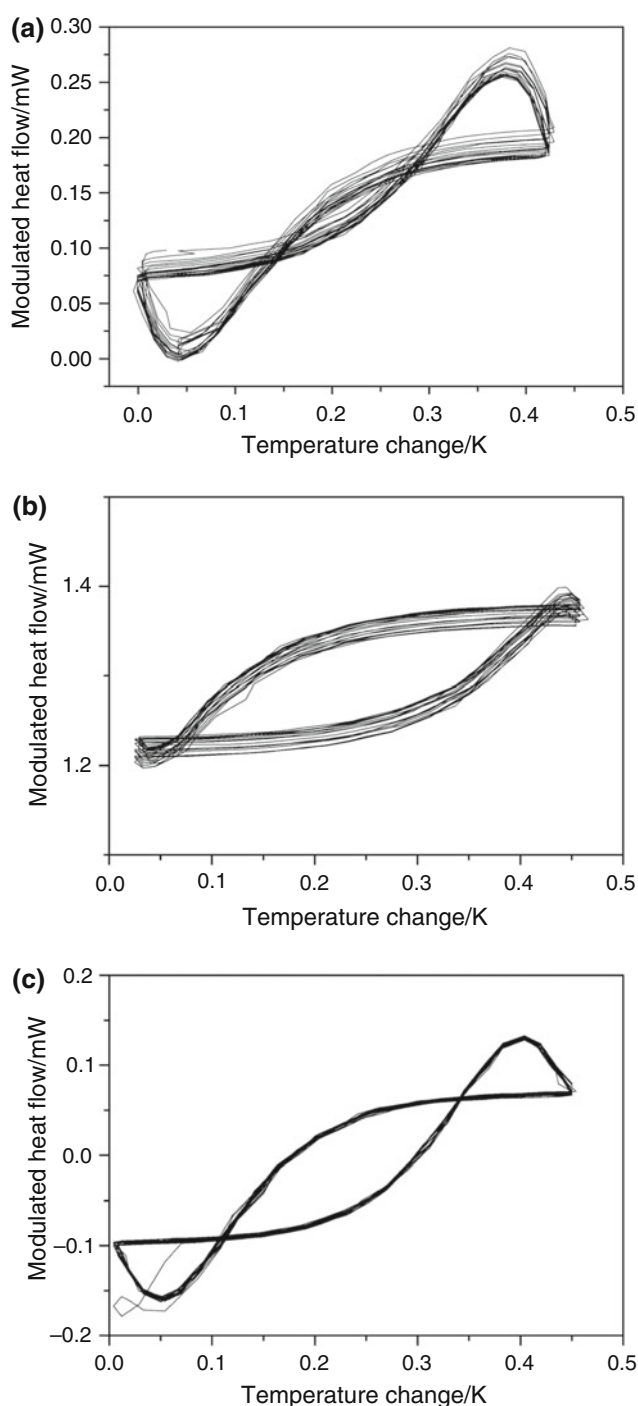 (a)
Modulated heat flow/mW
0.30
0.25
0.20
0.15
0.10
0.05
0.00
0.0 0.1 0.2 0.3 0.4 0.5
Temperature change/K
(b)
Modulated heat flow/mW
1.4
1.2
0.0 0.1 0.2 0.3 0.4 0.5
Temperature change/K
(c)
Modulated heat flow/mW
0.2
0.1
0.0
−0.1
−0.2
0.0 0.1 0.2 0.3 0.4 0.5
Temperature change/K